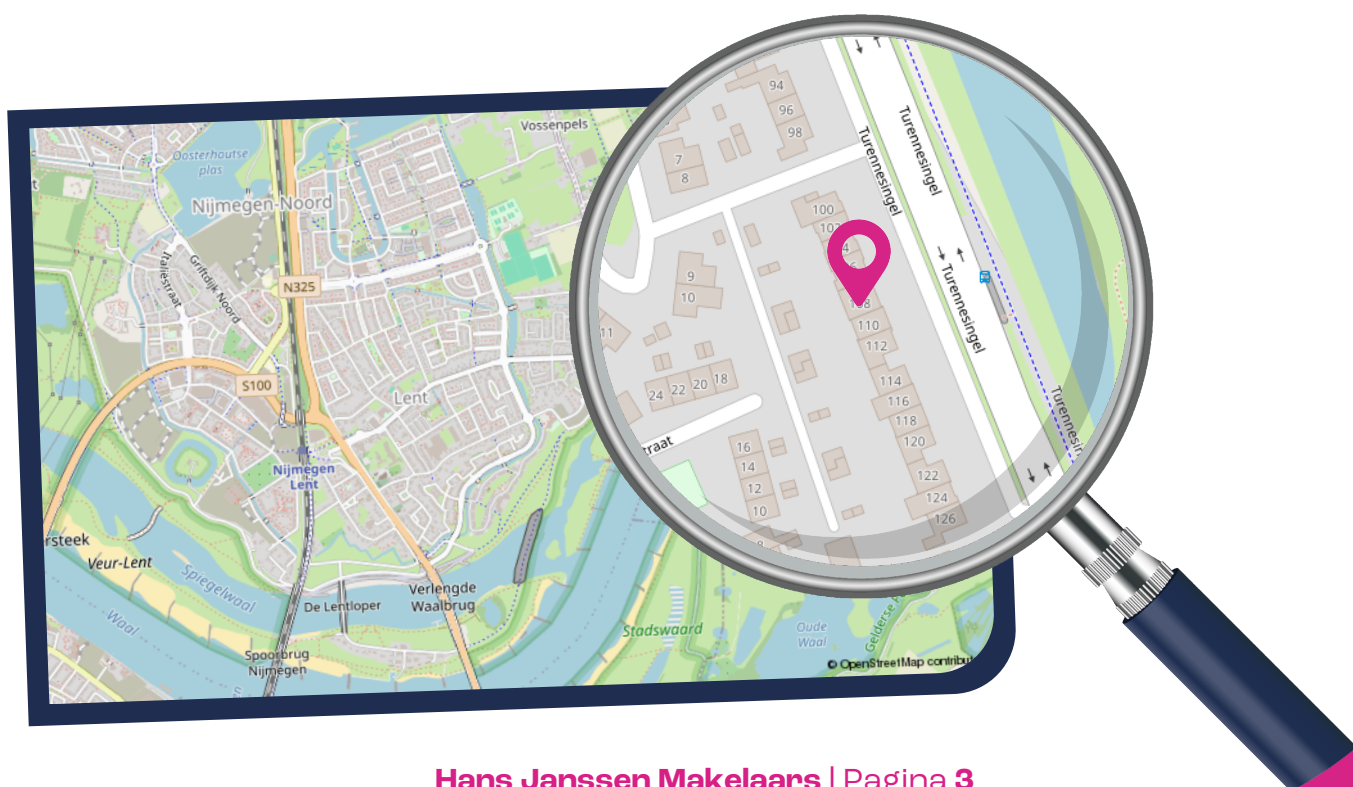 Vossenpels
Oosterhoutse
plas
Nijmegen-Noord
Italiëstraat
Griftdijk Noord
N325
S100
Lent
Nijmegen
Lent
Veur-Lent
Spiegelwaal
Waal
De Lentloper
Verlengde
Waalbrug
Spoorbrug
Nijmegen
Stadswaard
Oude
Waal
© OpenStreetMap
94
96
98
7
8
Turennesingel
Turennesingel
100
9
10
11
110
112
Turennesingel
114
116
118
120
24 22 20 18
16
14
12
10
122
124
126
Hans Janssen Makelaars | Pagina 3